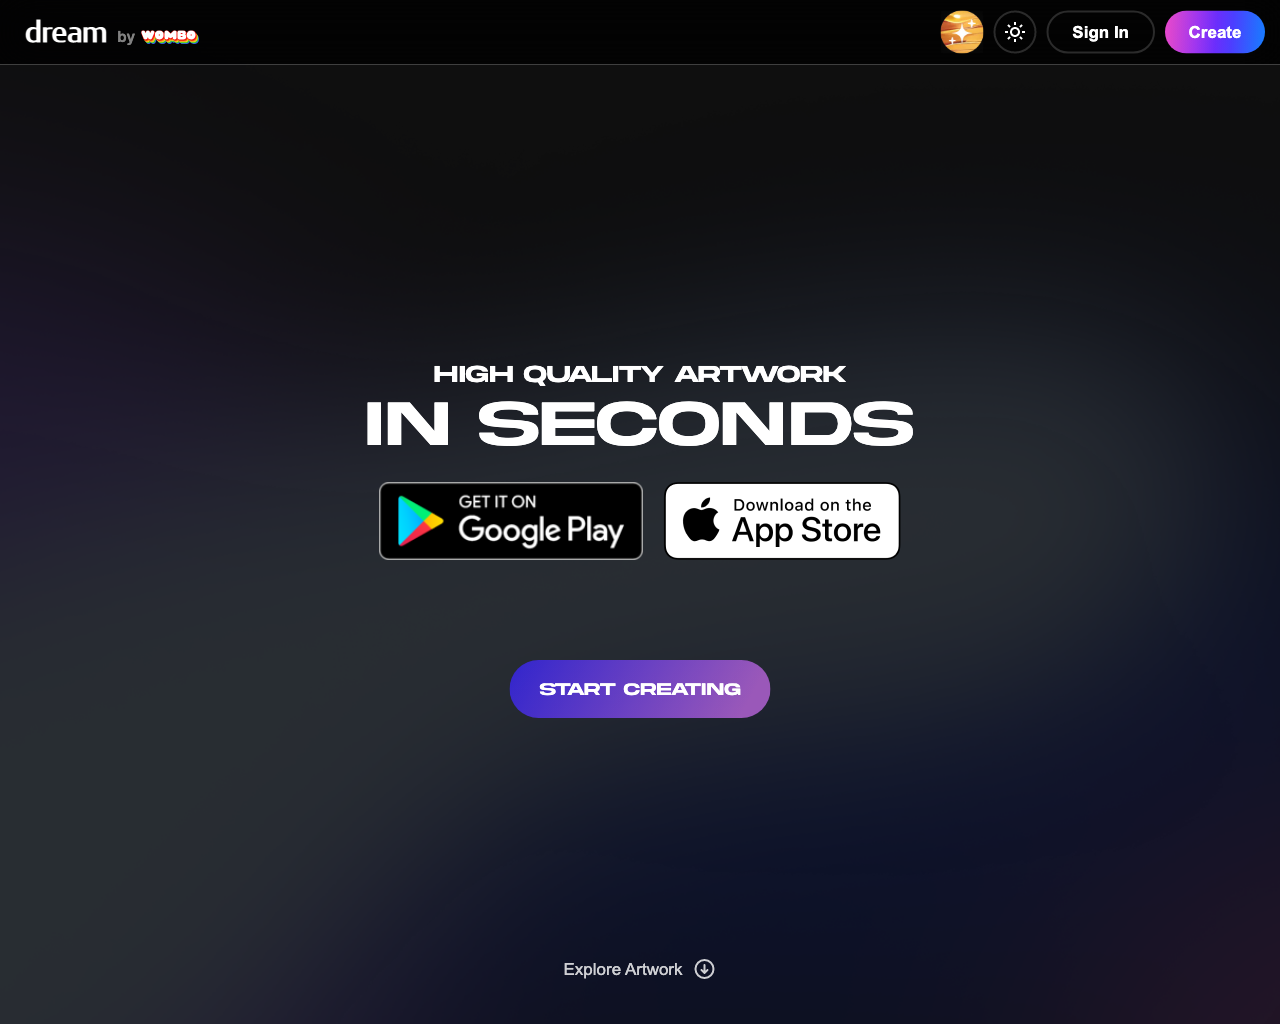 dream by WOMBO
Sign In
Create
HIGH QUALITY ARTWORK
IN SECONDS
GET IT ON
Google Play
Download on the
App Store
START CREATING
Explore Artwork